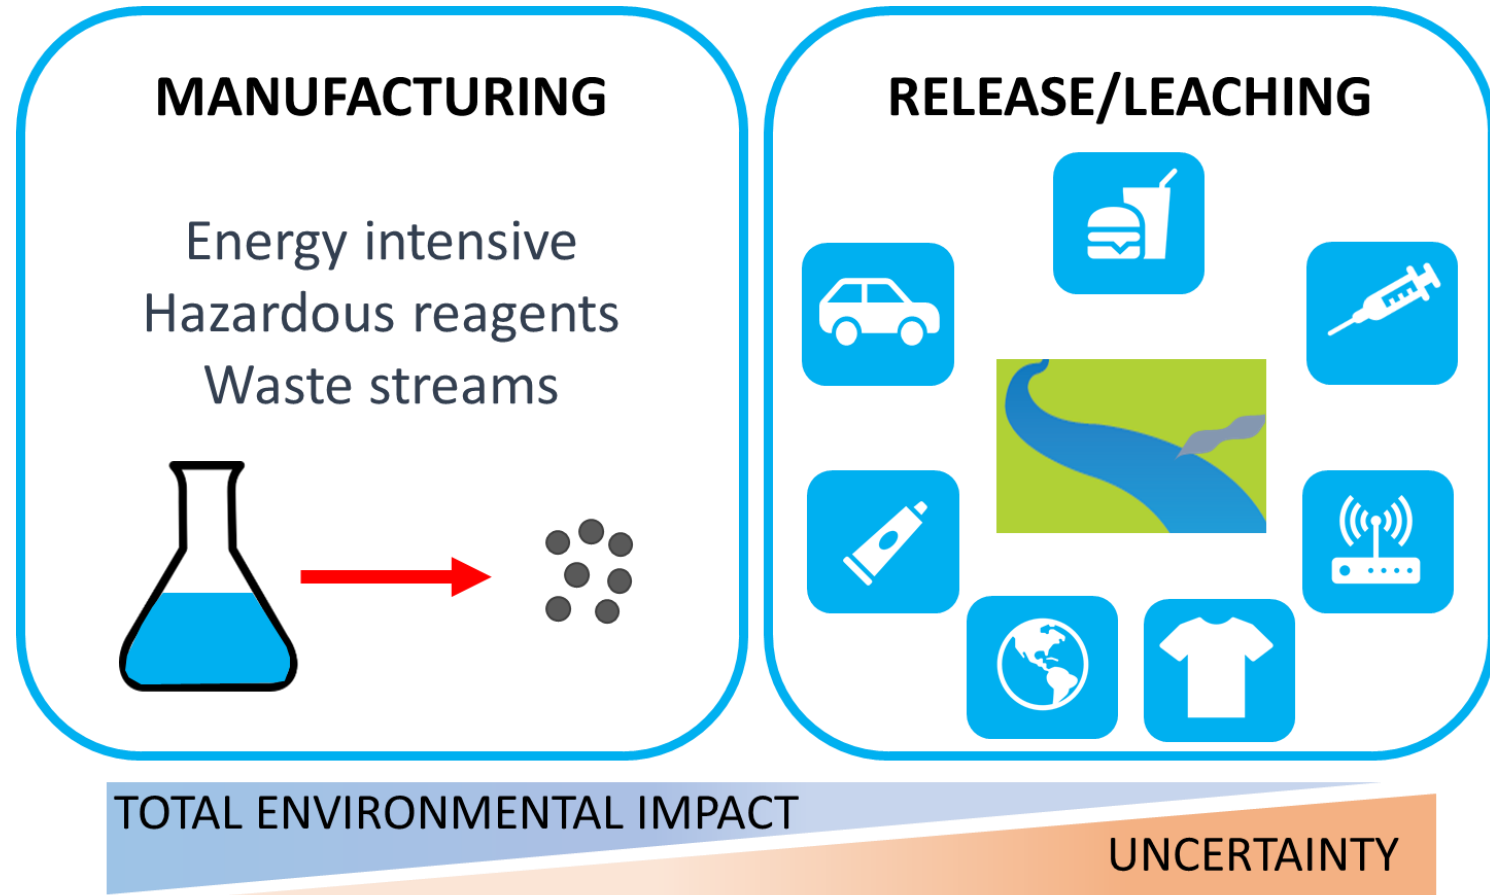 MANUFACTURING
Energy intensive
Hazardous reagents
Waste streams
RELEASE/LEACHING
TOTAL ENVIRONMENTAL IMPACT
UNCERTAINTY